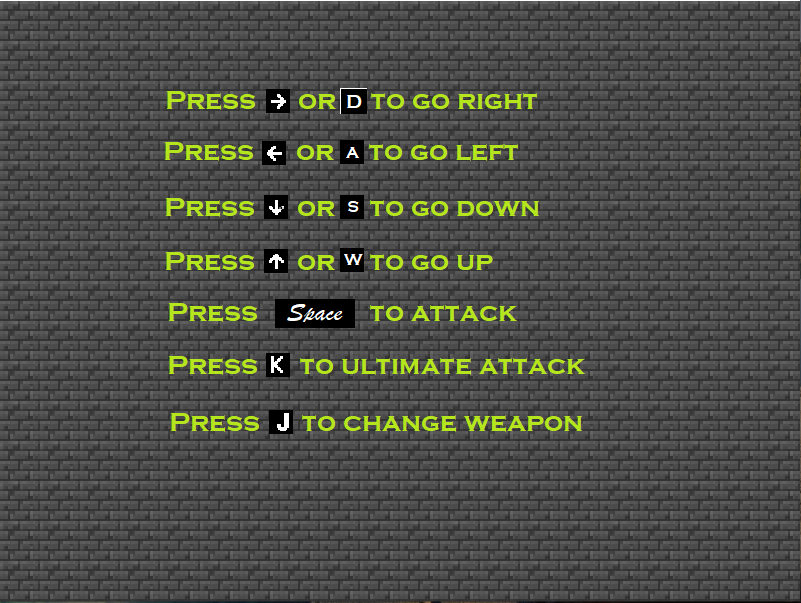 Press → or D to go right
Press ← or A to go left
Press ↓ or S to go down
Press ↑ or W to go up
Press Space to attack
Press K to ultimate attack
Press J to change weapon